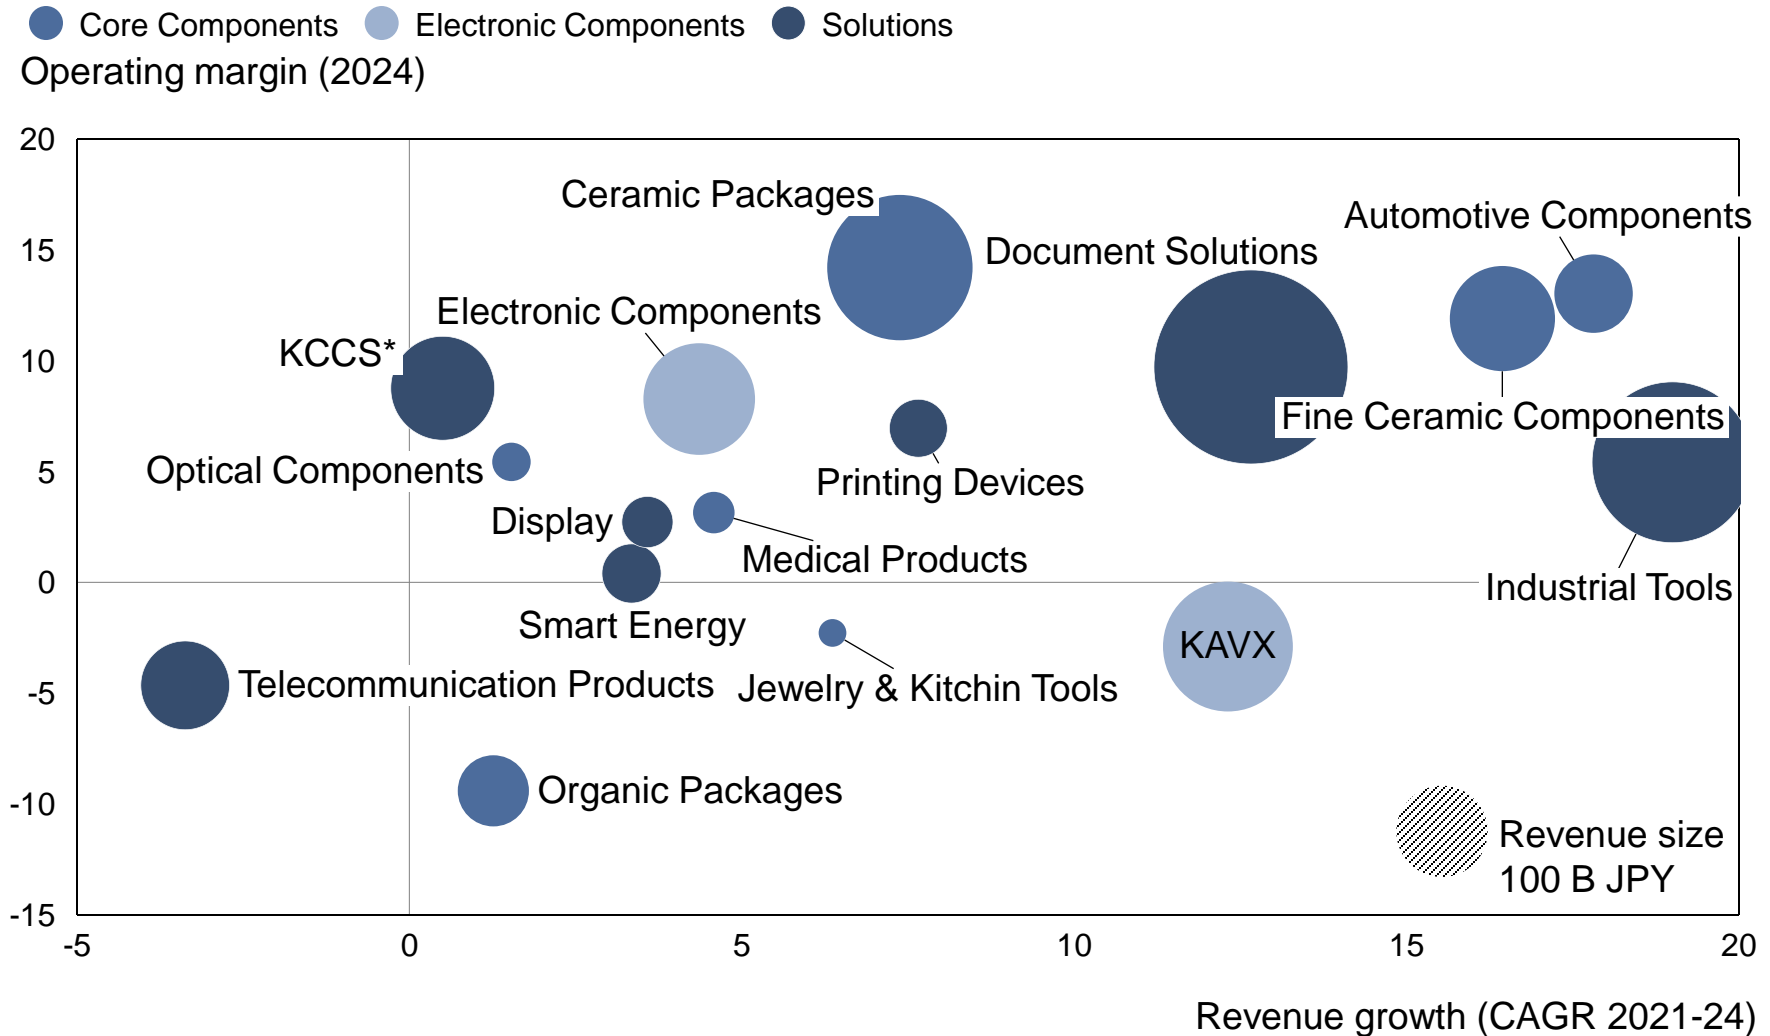 Core Components Electronic Components Solutions
Operating margin (2024)
20
15
10
5
0
-5
-10
-15
Ceramic Packages
Automotive Components
Document Solutions
Electronic Components
KCCS*
Fine Ceramic Components
Optical Components
Printing Devices
Display
Medical Products
Industrial Tools
Smart Energy
KAVX
Telecommunication Products
Jewelry & Kitchin Tools
Organic Packages
Revenue size
100 B JPY
-5 0 5 10 15 20
Revenue growth (CAGR 2021-24)